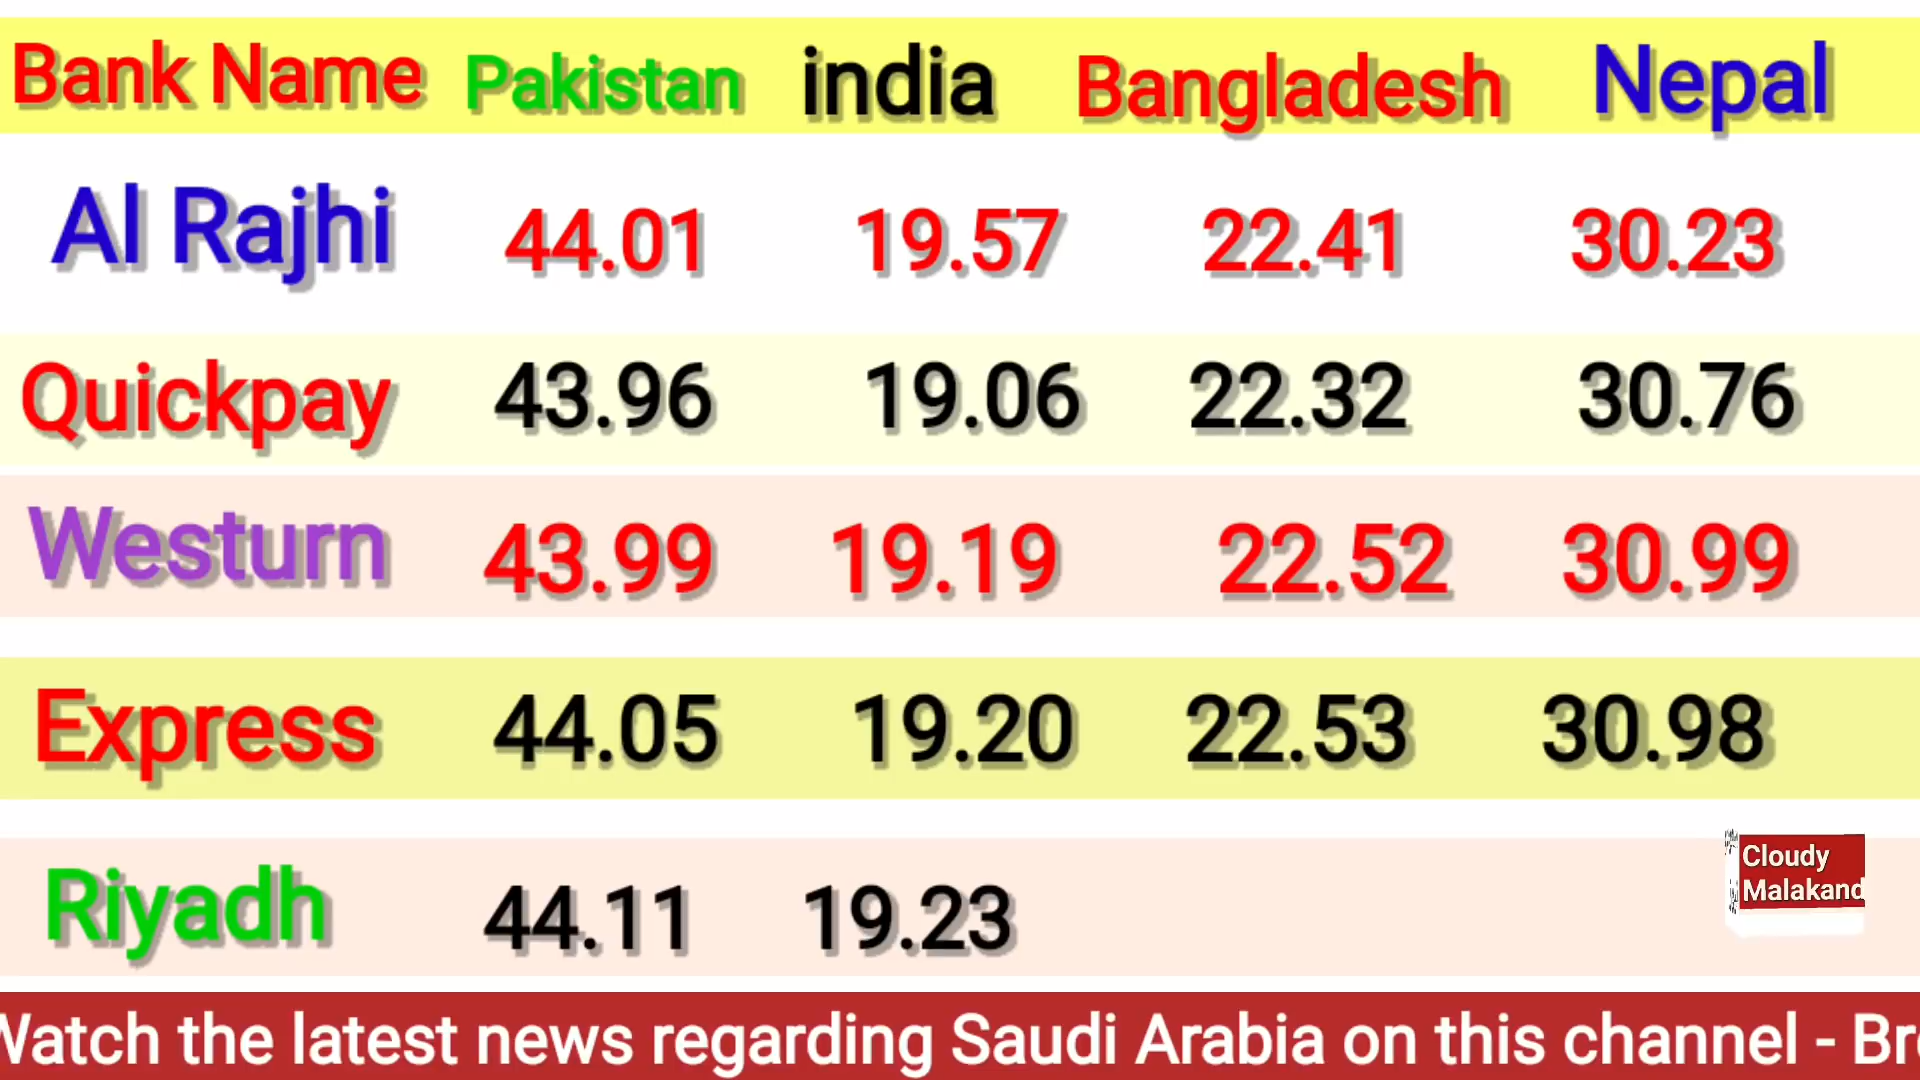 Bank Name Pakistan india Bangladesh Nepal
Al Rajhi 44.01 19.57 22.41 30.23
Quickpay 43.96 19.06 22.32 30.76
Westurn 43.99 19.19 22.52 30.99
Express 44.05 19.20 22.53 30.98
Riyadh 44.11 19.23
Cloudy
Malakand
Watch the latest news regarding Saudi Arabia on this channel -